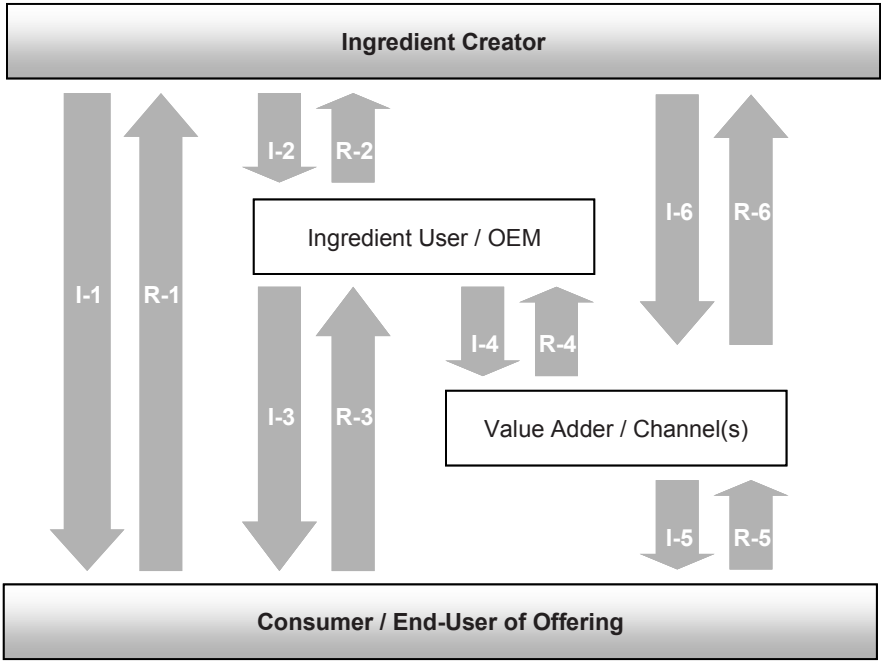 Ingredient Creator
I-2
R-2
I-6
R-6
Ingredient User / OEM
I-1
R-1
I-4
R-4
I-3
R-3
Value Adder / Channel(s)
I-5
R-5
Consumer / End-User of Offering